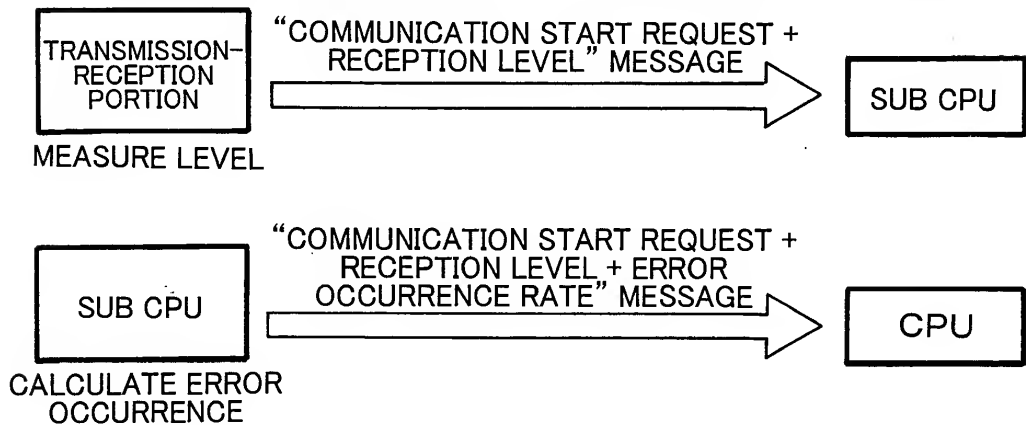 TRANSMISSION-
RECEPTION
PORTION
MEASURE LEVEL
“COMMUNICATION START REQUEST +
RECEPTION LEVEL” MESSAGE
SUB CPU
SUB CPU
CALCULATE ERROR
OCCURRENCE
“COMMUNICATION START REQUEST +
RECEPTION LEVEL + ERROR
OCCURRENCE RATE” MESSAGE
CPU